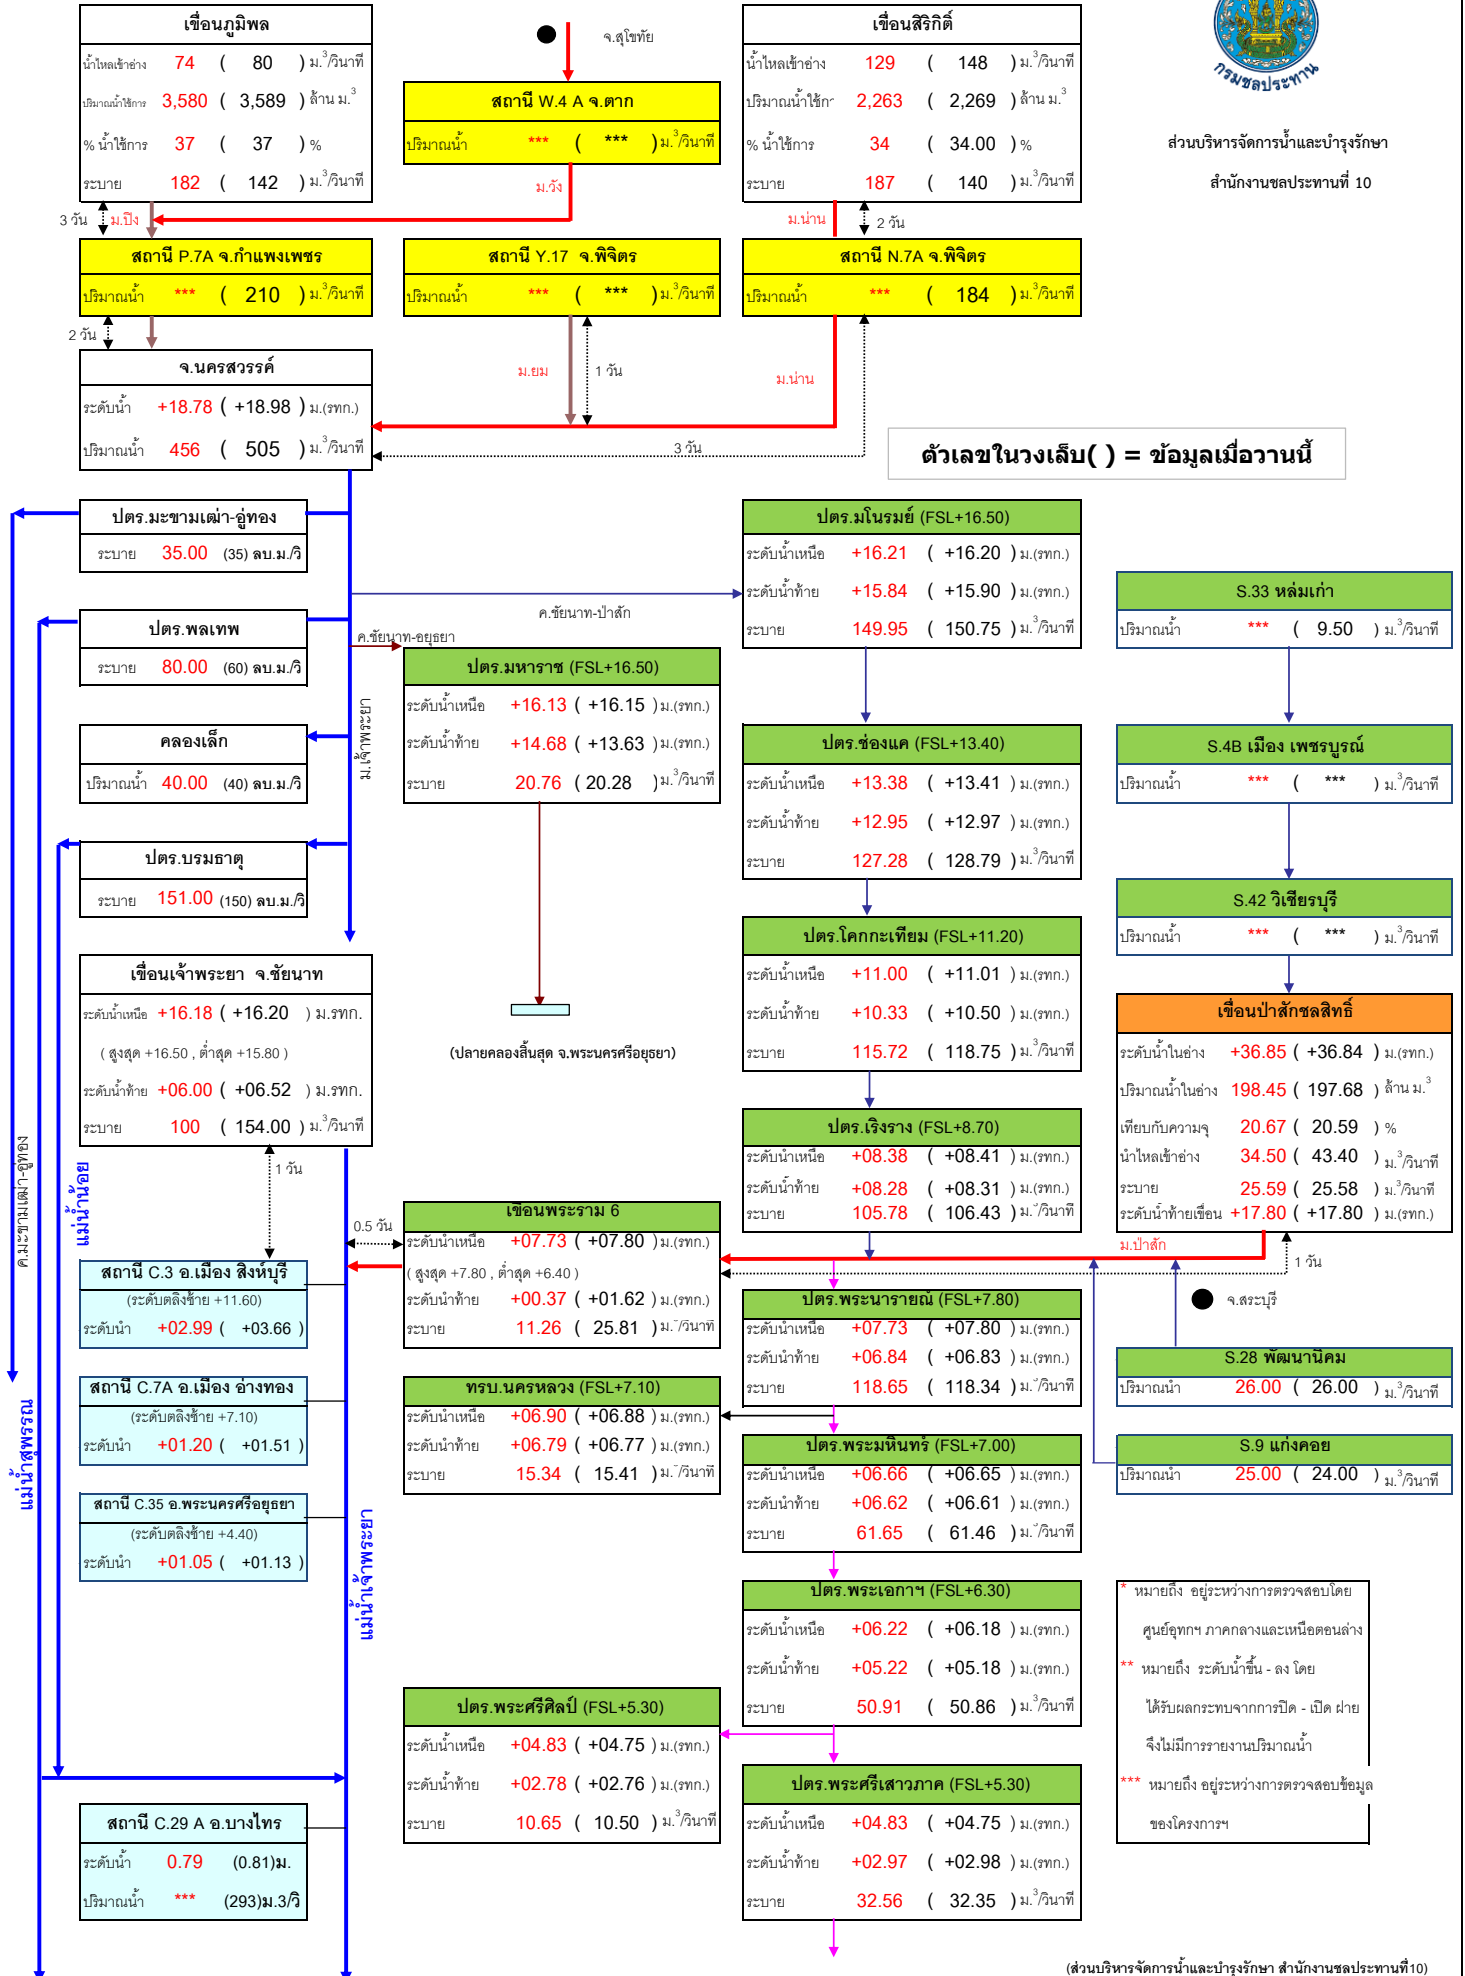 เขื่อนภูมิพล
น้ำไหลเข้าอ่าง 74 ( 80 ) ม.3/วินาที
ปริมาณน้ำใช้การ 3,580 ( 3,589 ) ล้าน ม.3
% น้ำใช้การ 37 ( 37 ) %
ระบาย 182 ( 142 ) ม.3/วินาที
จ.สุโขทัย
สถานี W.4 A จ.ตาก
ปริมาณน้ำ *** ( *** ) ม.3/วินาที
ม.วัง
เขื่อนสิริกิติ์
น้ำไหลเข้าอ่าง 129 ( 148 ) ม.3/วินาที
ปริมาณน้ำใช้กา 2,263 ( 2,269 ) ล้าน ม.3
% น้ำใช้การ 34 ( 34.00 ) %
ระบาย 187 ( 140 ) ม.3/วินาที
กรมชลประทาน
ส่วนบริหารจัดการน้ำและบำรุงรักษา
สำนักงานชลประทานที่ 10
3 วัน ม.ปิง
ม.น่าน 2 วัน
สถานี P.7A จ.กำแพงเพชร
ปริมาณน้ำ *** ( 210 ) ม.3/วินาที
สถานี Y.17 จ.พิจิตร
ปริมาณน้ำ *** ( *** ) ม.3/วินาที
สถานี N.7A จ.พิจิตร
ปริมาณน้ำ *** ( 184 ) ม.3/วินาที
2 วัน
ม.ยม 1 วัน
ม.น่าน
3 วัน
จ.นครสวรรค์
ระดับน้ำ +18.78 ( +18.98 ) ม.(รทก.)
ปริมาณน้ำ 456 ( 505 ) ม.3/วินาที
ตัวเลขในวงเล็บ( ) = ข้อมูลเมื่อวานนี้
ปตร.มะขามเฒ่า-อู่ทอง
ระบาย 35.00 (35) ลบ.ม./วิ
ปตร.พลเทพ
ระบาย 80.00 (60) ลบ.ม./วิ
คลองเล็ก
ปริมาณน้ำ 40.00 (40) ลบ.ม./วิ
ปตร.บรมธาตุ
ระบาย 151.00 (150) ลบ.ม./วิ
ค.ชัยนาท-ป่าสัก
ค.ชัยนาท-อยุธยา
ม.เจ้าพระยา
ปตร.มหาราช (FSL+16.50)
ระดับน้ำเหนือ +16.13 ( +16.15 ) ม.(รทก.)
ระดับน้ำท้าย +14.68 ( +13.63 ) ม.(รทก.)
ระบาย 20.76 ( 20.28 ) ม.3/วินาที
(ปลายคลองสิ้นสุด จ.พระนครศรีอยุธยา)
ปตร.มโนรมย์ (FSL+16.50)
ระดับน้ำเหนือ +16.21 ( +16.20 ) ม.(รทก.)
ระดับน้ำท้าย +15.84 ( +15.90 ) ม.(รทก.)
ระบาย 149.95 ( 150.75 ) ม.3/วินาที
ปตร.ช่องแค (FSL+13.40)
ระดับน้ำเหนือ +13.38 ( +13.41 ) ม.(รทก.)
ระดับน้ำท้าย +12.95 ( +12.97 ) ม.(รทก.)
ระบาย 127.28 ( 128.79 ) ม.3/วินาที
ปตร.โคกกะเทียม (FSL+11.20)
ระดับน้ำเหนือ +11.00 ( +11.01 ) ม.(รทก.)
ระดับน้ำท้าย +10.33 ( +10.50 ) ม.(รทก.)
ระบาย 115.72 ( 118.75 ) ม.3/วินาที
ปตร.เริงราง (FSL+8.70)
ระดับน้ำเหนือ +08.38 ( +08.41 ) ม.(รทก.)
ระดับน้ำท้าย +08.28 ( +08.31 ) ม.(รทก.)
ระบาย 105.78 ( 106.43 ) ม.3/วินาที
S.33 หล่มเก่า
ปริมาณน้ำ *** ( 9.50 ) ม.3/วินาที
S.4B เมือง เพชรบูรณ์
ปริมาณน้ำ *** ( *** ) ม.3/วินาที
S.42 วิเชียรบุรี
ปริมาณน้ำ *** ( *** ) ม.3/วินาที
เขื่อนป่าสักชลสิทธิ์
ระดับน้ำในอ่าง +36.85 ( +36.84 ) ม.(รทก.)
ปริมาณน้ำในอ่าง 198.45 ( 197.68 ) ล้าน ม.3
เทียบกับความจุ 20.67 ( 20.59 ) %
น้ำไหลเข้าอ่าง 34.50 ( 43.40 ) ม.3/วินาที
ระบาย 25.59 ( 25.58 ) ม.3/วินาที
ระดับน้ำท้ายเขื่อน +17.80 ( +17.80 ) ม.(รทก.)
ม.ป่าสัก
1 วัน
จ.สระบุรี
เขื่อนเจ้าพระยา จ.ชัยนาท
ระดับน้ำเหนือ +16.18 ( +16.20 ) ม.รทก.
( สูงสุด +16.50 , ต่ำสุด +15.80 )
ระดับน้ำท้าย +06.00 ( +06.52 ) ม.รทก.
ระบาย 100 ( 154.00 ) ม.3/วินาที
1 วัน
0.5 วัน
ค.มะขามเฒ่า-อู่ทอง
แม่น้ำน้อย
แม่น้ำสุพรรณ
แม่น้ำเจ้าพระยา
สถานี C.3 อ.เมือง สิงห์บุรี
(ระดับตลิ่งซ้าย +11.60)
ระดับน้ำ +02.99 ( +03.66 )
สถานี C.7A อ.เมือง อ่างทอง
(ระดับตลิ่งซ้าย +7.10)
ระดับน้ำ +01.20 ( +01.51 )
สถานี C.35 อ.พระนครศรีอยุธยา
(ระดับตลิ่งซ้าย +4.40)
ระดับน้ำ +01.05 ( +01.13 )
สถานี C.29 A อ.บางไทร
ระดับน้ำ 0.79 (0.81)ม.
ปริมาณน้ำ *** (293)ม.3/วิ
เขื่อนพระราม 6
ระดับน้ำเหนือ +07.73 ( +07.80 ) ม.(รทก.)
( สูงสุด +7.80 , ต่ำสุด +6.40 )
ระดับน้ำท้าย +00.37 ( +01.62 ) ม.(รทก.)
ระบาย 11.26 ( 25.81 ) ม.3/วินาที
ทรบ.นครหลวง (FSL+7.10)
ระดับน้ำเหนือ +06.90 ( +06.88 ) ม.(รทก.)
ระดับน้ำท้าย +06.79 ( +06.77 ) ม.(รทก.)
ระบาย 15.34 ( 15.41 ) ม.3/วินาที
ปตร.พระศรีศิลป์ (FSL+5.30)
ระดับน้ำเหนือ +04.83 ( +04.75 ) ม.(รทก.)
ระดับน้ำท้าย +02.78 ( +02.76 ) ม.(รทก.)
ระบาย 10.65 ( 10.50 ) ม.3/วินาที
ปตร.พระนารายณ์ (FSL+7.80)
ระดับน้ำเหนือ +07.73 ( +07.80 ) ม.(รทก.)
ระดับน้ำท้าย +06.84 ( +06.83 ) ม.(รทก.)
ระบาย 118.65 ( 118.34 ) ม.3/วินาที
ปตร.พระมหินทร์ (FSL+7.00)
ระดับน้ำเหนือ +06.66 ( +06.65 ) ม.(รทก.)
ระดับน้ำท้าย +06.62 ( +06.61 ) ม.(รทก.)
ระบาย 61.65 ( 61.46 ) ม.3/วินาที
ปตร.พระเอกาฯ (FSL+6.30)
ระดับน้ำเหนือ +06.22 ( +06.18 ) ม.(รทก.)
ระดับน้ำท้าย +05.22 ( +05.18 ) ม.(รทก.)
ระบาย 50.91 ( 50.86 ) ม.3/วินาที
ปตร.พระศรีเสาวภาค (FSL+5.30)
ระดับน้ำเหนือ +04.83 ( +04.75 ) ม.(รทก.)
ระดับน้ำท้าย +02.97 ( +02.98 ) ม.(รทก.)
ระบาย 32.56 ( 32.35 ) ม.3/วินาที
S.28 พัฒนานิคม
ปริมาณน้ำ 26.00 ( 26.00 ) ม.3/วินาที
S.9 แก่งคอย
ปริมาณน้ำ 25.00 ( 24.00 ) ม.3/วินาที
* หมายถึง อยู่ระหว่างการตรวจสอบโดย
ศูนย์อุทกฯ ภาคกลางและเหนือตอนล่าง
** หมายถึง ระดับน้ำขึ้น - ลง โดย
ได้รับผลกระทบจากการปิด - เปิด ฝาย
จึงไม่มีการรายงานปริมาณน้ำ
*** หมายถึง อยู่ระหว่างการตรวจสอบข้อมูล
ของโครงการฯ
(ส่วนบริหารจัดการน้ำและบำรุงรักษา สำนักงานชลประทานที่10)